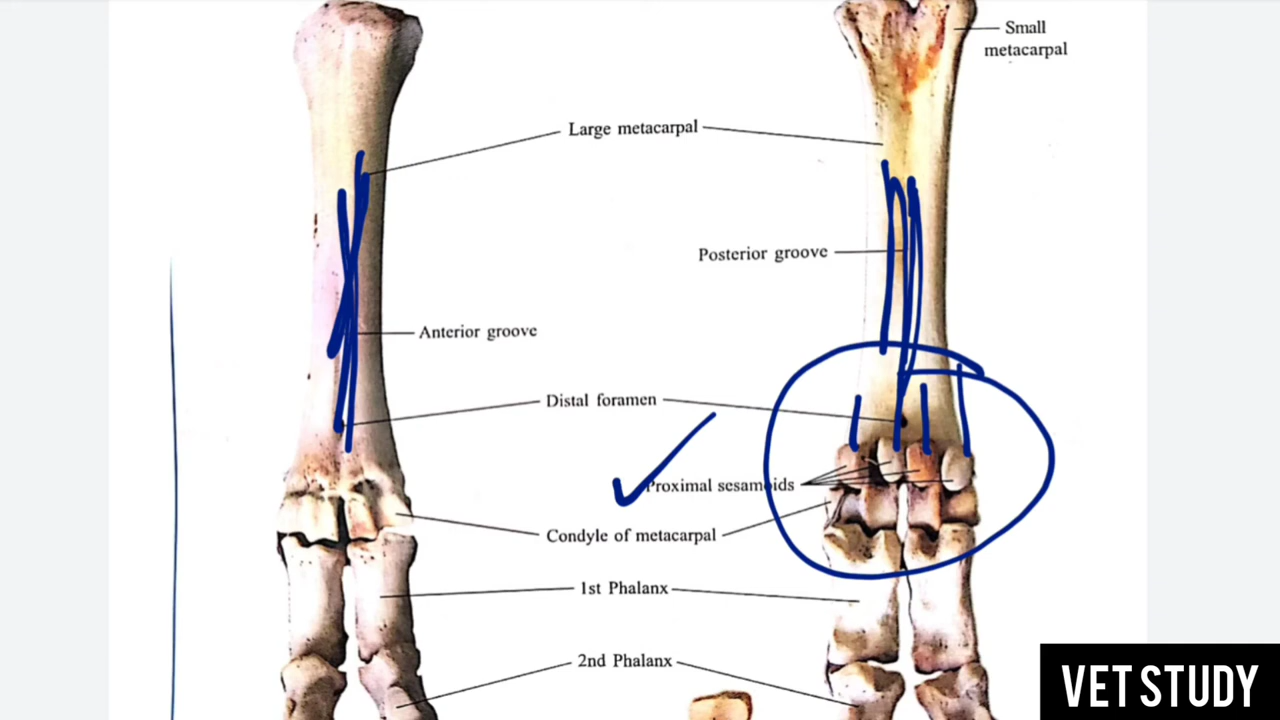 Small
metacarpal
Large metacarpal
Posterior groove
Anterior groove
Distal foramen
Proximal sesamoids
Condyle of metacarpal
1st Phalanx
2nd Phalanx
VET STUDY